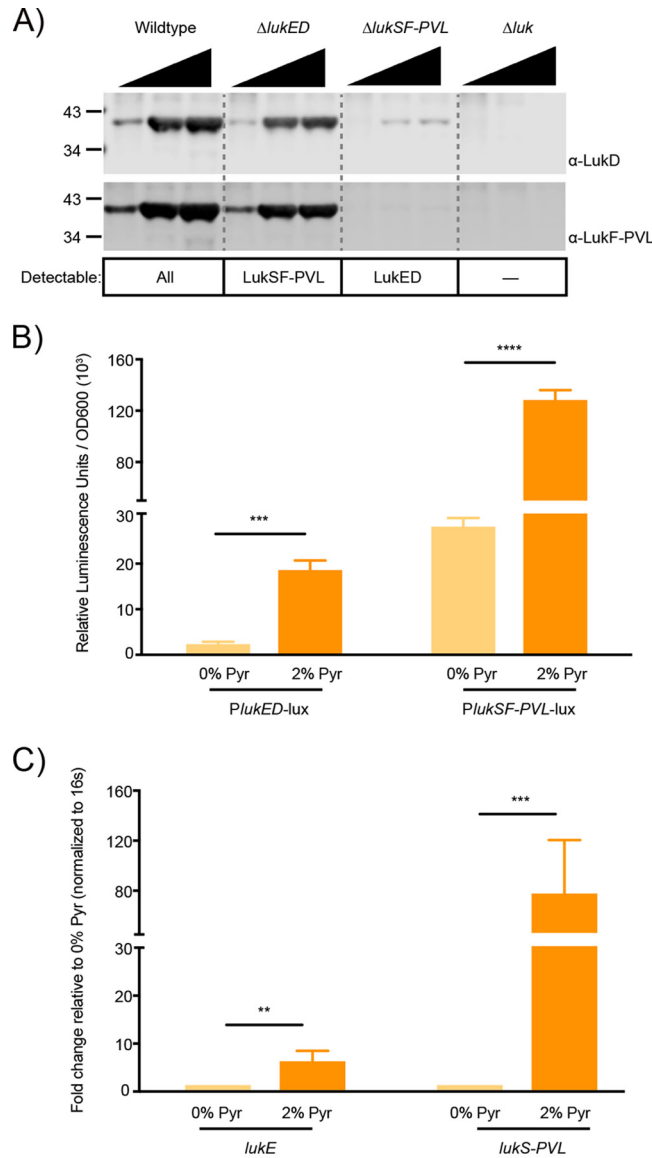 A)
Wildtype ΔlukED ΔlukSF-PVL Δluk
43
34
α-LukD
43
34
α-LukF-PVL
Detectable: All LukSF-PVL LukED —
B)
Relative Luminescence Units / OD600 (10³)
160
120
80
30
20
10
0
***
****
0% Pyr 2% Pyr 0% Pyr 2% Pyr
PlukED-lux PlukSF-PVL-lux
C)
Fold change relative to 0% Pyr (normalized to 16s)
160
120
80
30
20
10
0
**
***
0% Pyr 2% Pyr 0% Pyr 2% Pyr
lukE lukS-PVL